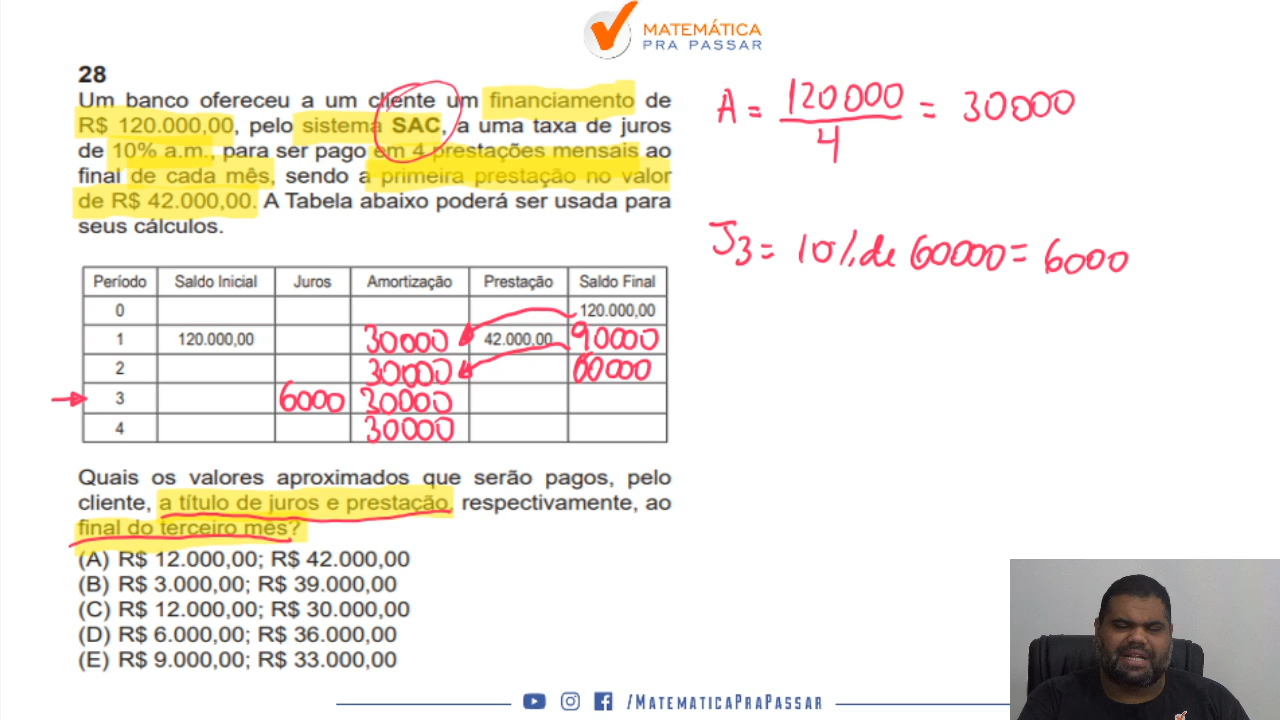 MATEMÁTICA
PRA PASSAR
28
Um banco ofereceu a um cliente um financiamento de
R$ 120.000,00, pelo sistema SAC, a uma taxa de juros
de 10% a.m., para ser pago em 4 prestações mensais ao
final de cada mês, sendo a primeira prestação no valor
de R$ 42.000,00. A Tabela abaixo poderá ser usada para
seus cálculos.
A = 120000/4 = 30000
J3 = 10% de 60000 = 6000
Período Saldo Inicial Juros Amortização Prestação Saldo Final
0 120.000,00
1 120.000,00 30000 42.000,00 90000
2 30000 60000
3 6000 30000
4 30000
Quais os valores aproximados que serão pagos, pelo
cliente, a título de juros e prestação, respectivamente, ao
final do terceiro mês?
(A) R$ 12.000,00; R$ 42.000,00
(B) R$ 3.000,00; R$ 39.000,00
(C) R$ 12.000,00; R$ 30.000,00
(D) R$ 6.000,00; R$ 36.000,00
(E) R$ 9.000,00; R$ 33.000,00
/MATEMATICAPRAPASSAR